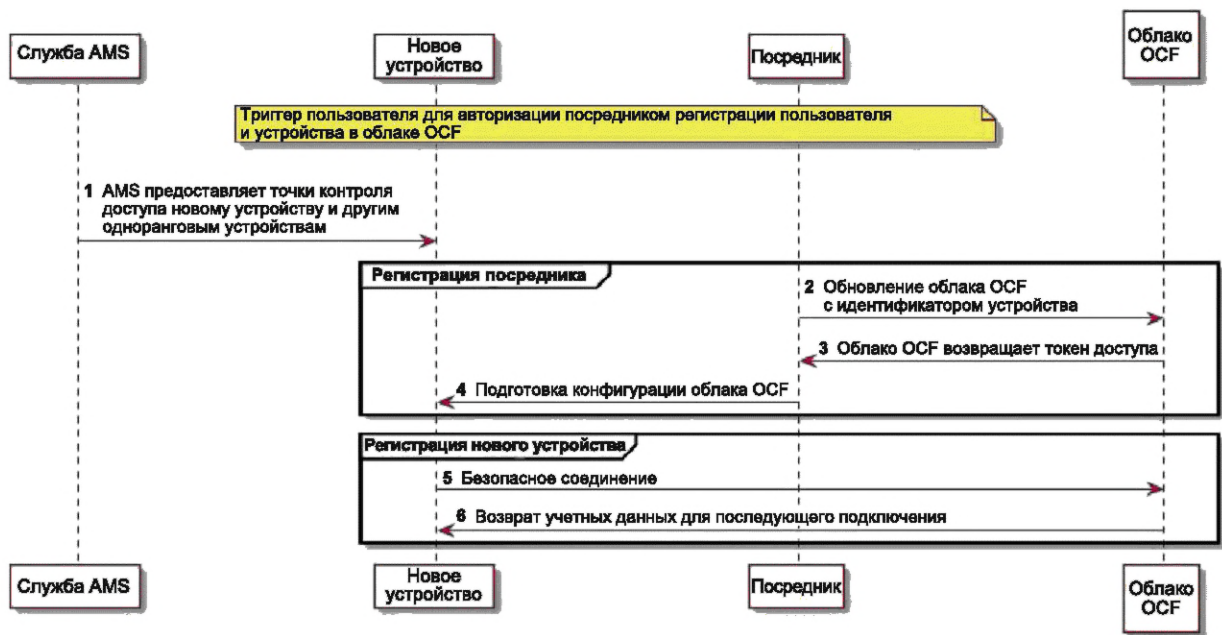 Служба AMS
Новое
устройство
Посредник
Облако
OCF
Триггер пользователя для авторизации посредником регистрации пользователя
и устройства в облаке OCF
1 AMS предоставляет точки контроля
доступа новому устройству и другим
одноранговым устройствам
Регистрация посредника
2 Обновление облака OCF
с идентификатором устройства
3 Облако OCF возвращает токен доступа
4 Подготовка конфигурации облака OCF
Регистрация нового устройства
5 Безопасное соединение
6 Возврат учетных данных для последующего подключения
Служба AMS
Новое
устройство
Посредник
Облако
OCF